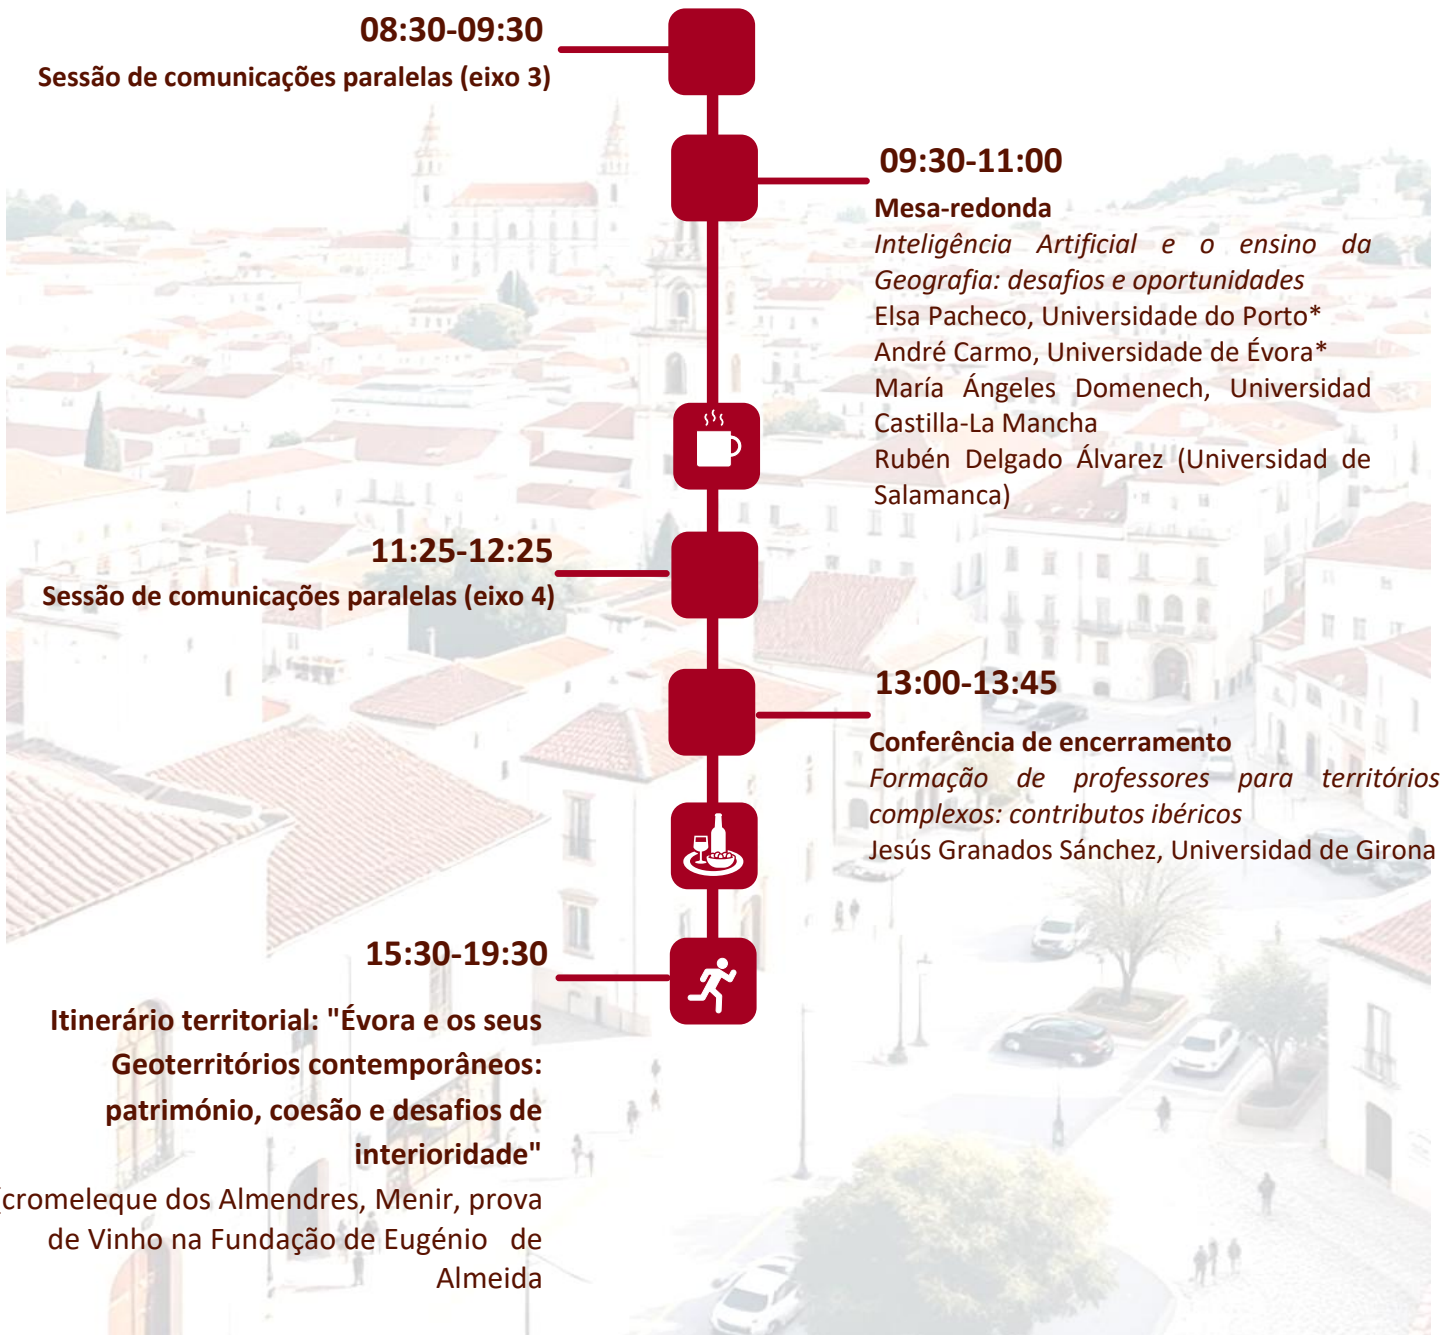 08:30-09:30
Sessão de comunicações paralelas (eixo 3)
09:30-11:00
Mesa-redonda
Inteligência Artificial e o ensino da
Geografia: desafios e oportunidades
Elsa Pacheco, Universidade do Porto*
André Carmo, Universidade de Évora*
María Ángeles Domenech, Universidad
Castilla-La Mancha
Rubén Delgado Álvarez (Universidad de
Salamanca)
11:25-12:25
Sessão de comunicações paralelas (eixo 4)
13:00-13:45
Conferência de encerramento
Formação de professores para territórios
complexos: contributos ibéricos
Jesús Granados Sánchez, Universidad de Girona
15:30-19:30
Itinerário territorial: "Évora e os seus
Geoterritórios contemporâneos:
património, coesão e desafios de
interioridade"
(cromeleque dos Almendres, Menir, prova
de Vinho na Fundação de Eugénio de
Almeida